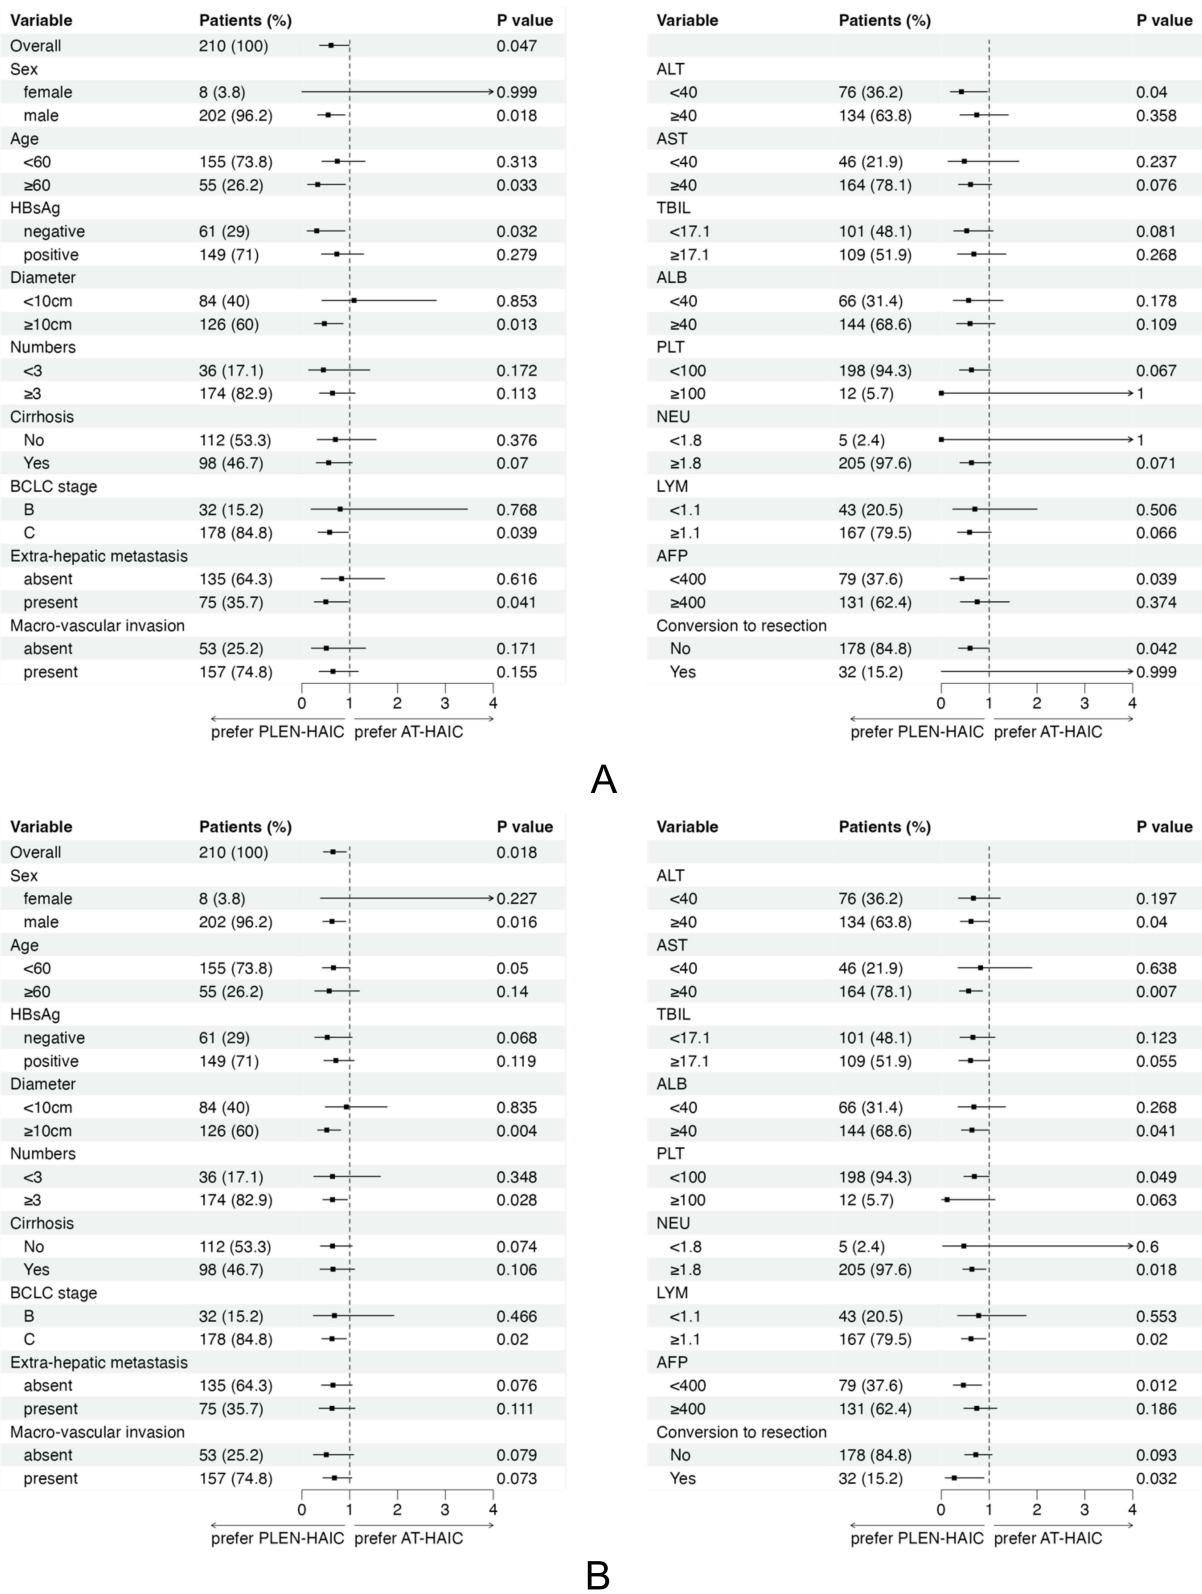 Variable Patients (%) P value
Overall 210 (100) 0.047
Sex
female 8 (3.8) 0.999
male 202 (96.2) 0.018
Age
<60 155 (73.8) 0.313
≥60 55 (26.2) 0.033
HBsAg
negative 61 (29) 0.032
positive 149 (71) 0.279
Diameter
<10cm 84 (40) 0.853
≥10cm 126 (60) 0.013
Numbers
<3 36 (17.1) 0.172
≥3 174 (82.9) 0.113
Cirrhosis
No 112 (53.3) 0.376
Yes 98 (46.7) 0.07
BCLC stage
B 32 (15.2) 0.768
C 178 (84.8) 0.039
Extra-hepatic metastasis
absent 135 (64.3) 0.616
present 75 (35.7) 0.041
Macro-vascular invasion
absent 53 (25.2) 0.171
present 157 (74.8) 0.155
0 1 2 3 4
prefer PLEN-HAIC prefer AT-HAIC
Variable Patients (%) P value
ALT
<40 76 (36.2) 0.04
≥40 134 (63.8) 0.358
AST
<40 46 (21.9) 0.237
≥40 164 (78.1) 0.076
TBIL
<17.1 101 (48.1) 0.081
≥17.1 109 (51.9) 0.268
ALB
<40 66 (31.4) 0.178
≥40 144 (68.6) 0.109
PLT
<100 198 (94.3) 0.067
≥100 12 (5.7) 1
NEU
<1.8 5 (2.4) 1
≥1.8 205 (97.6) 0.071
LYM
<1.1 43 (20.5) 0.506
≥1.1 167 (79.5) 0.066
AFP
<400 79 (37.6) 0.039
≥400 131 (62.4) 0.374
Conversion to resection
No 178 (84.8) 0.042
Yes 32 (15.2) 0.999
0 1 2 3 4
prefer PLEN-HAIC prefer AT-HAIC
A
Variable Patients (%) P value
Overall 210 (100) 0.018
Sex
female 8 (3.8) 0.227
male 202 (96.2) 0.016
Age
<60 155 (73.8) 0.05
≥60 55 (26.2) 0.14
HBsAg
negative 61 (29) 0.068
positive 149 (71) 0.119
Diameter
<10cm 84 (40) 0.835
≥10cm 126 (60) 0.004
Numbers
<3 36 (17.1) 0.348
≥3 174 (82.9) 0.028
Cirrhosis
No 112 (53.3) 0.074
Yes 98 (46.7) 0.106
BCLC stage
B 32 (15.2) 0.466
C 178 (84.8) 0.02
Extra-hepatic metastasis
absent 135 (64.3) 0.076
present 75 (35.7) 0.111
Macro-vascular invasion
absent 53 (25.2) 0.079
present 157 (74.8) 0.073
0 1 2 3 4
prefer PLEN-HAIC prefer AT-HAIC
Variable Patients (%) P value
ALT
<40 76 (36.2) 0.197
≥40 134 (63.8) 0.04
AST
<40 46 (21.9) 0.638
≥40 164 (78.1) 0.007
TBIL
<17.1 101 (48.1) 0.123
≥17.1 109 (51.9) 0.055
ALB
<40 66 (31.4) 0.268
≥40 144 (68.6) 0.041
PLT
<100 198 (94.3) 0.049
≥100 12 (5.7) 0.063
NEU
<1.8 5 (2.4) 0.6
≥1.8 205 (97.6) 0.018
LYM
<1.1 43 (20.5) 0.553
≥1.1 167 (79.5) 0.02
AFP
<400 79 (37.6) 0.012
≥400 131 (62.4) 0.186
Conversion to resection
No 178 (84.8) 0.093
Yes 32 (15.2) 0.032
0 1 2 3 4
prefer PLEN-HAIC prefer AT-HAIC
B